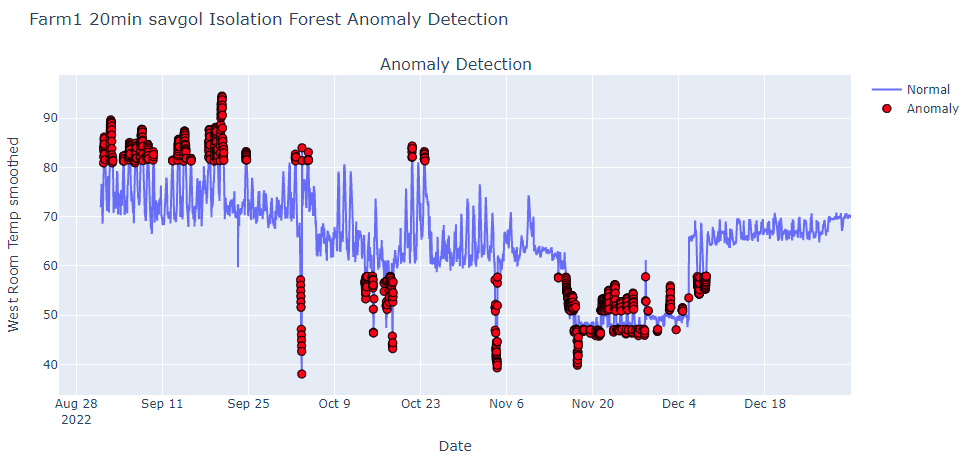 Farm1 20min savgol Isolation Forest Anomaly Detection
Anomaly Detection
Normal
Anomaly
West Room Temp smoothed
90
80
70
60
50
40
Aug 28 Sep 11 Sep 25 Oct 9 Oct 23 Nov 6 Nov 20 Dec 4 Dec 18
2022
Date